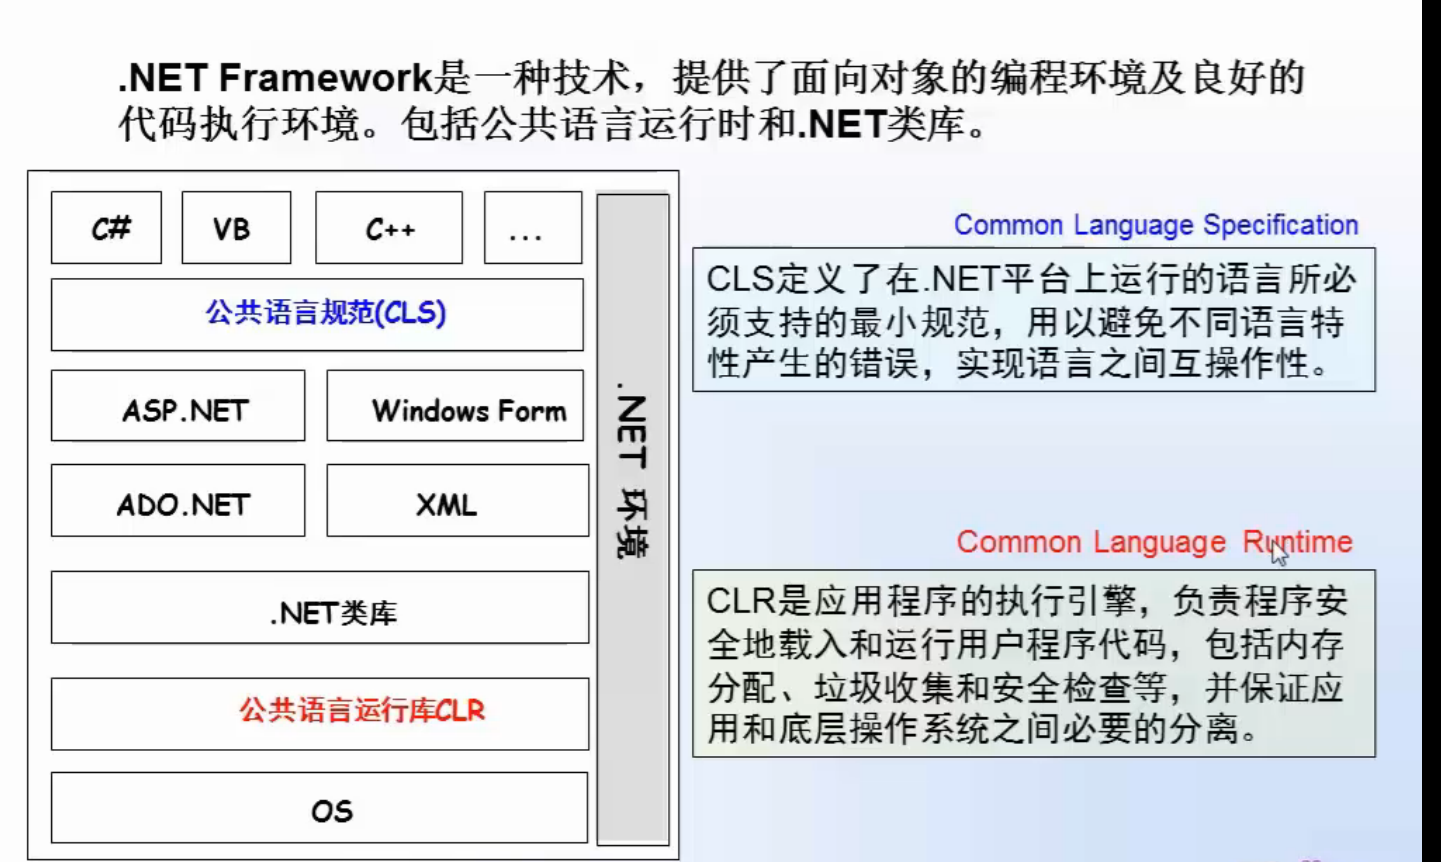 .NET Framework是一种技术，提供了面向对象的编程环境及良好的
代码执行环境。包括公共语言运行时和.NET类库。
C#
VB
C++
...
公共语言规范(CLS)
ASP.NET
Windows Form
ADO.NET
XML
.NET类库
公共语言运行库CLR
OS
.NET 环境
Common Language Specification
CLS定义了在.NET平台上运行的语言所必
须支持的最小规范，用以避免不同语言特
性产生的错误，实现语言之间互操作性。
Common Language Runtime
CLR是应用程序的执行引擎，负责程序安
全地载入和运行用户程序代码，包括内存
分配、垃圾收集和安全检查等，并保证应
用和底层操作系统之间必要的分离。